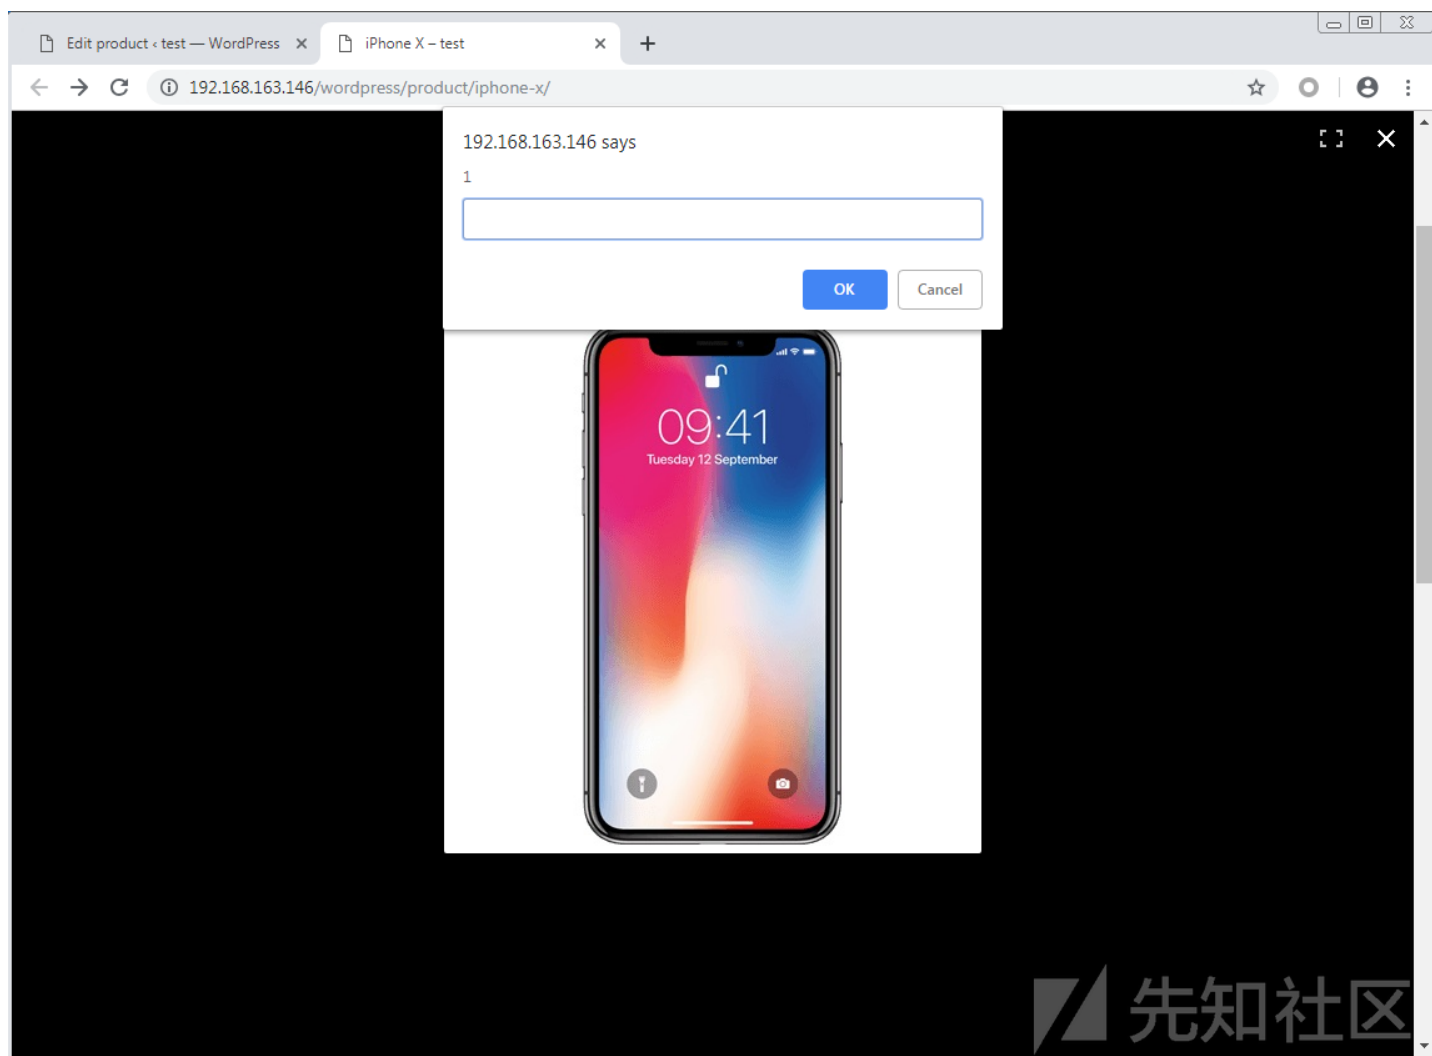 Edit product ‹ test — WordPress
iPhone X – test
192.168.163.146/wordpress/product/iphone-x/
192.168.163.146 says
1
OK
Cancel
09:41
Tuesday 12 September
先知社区